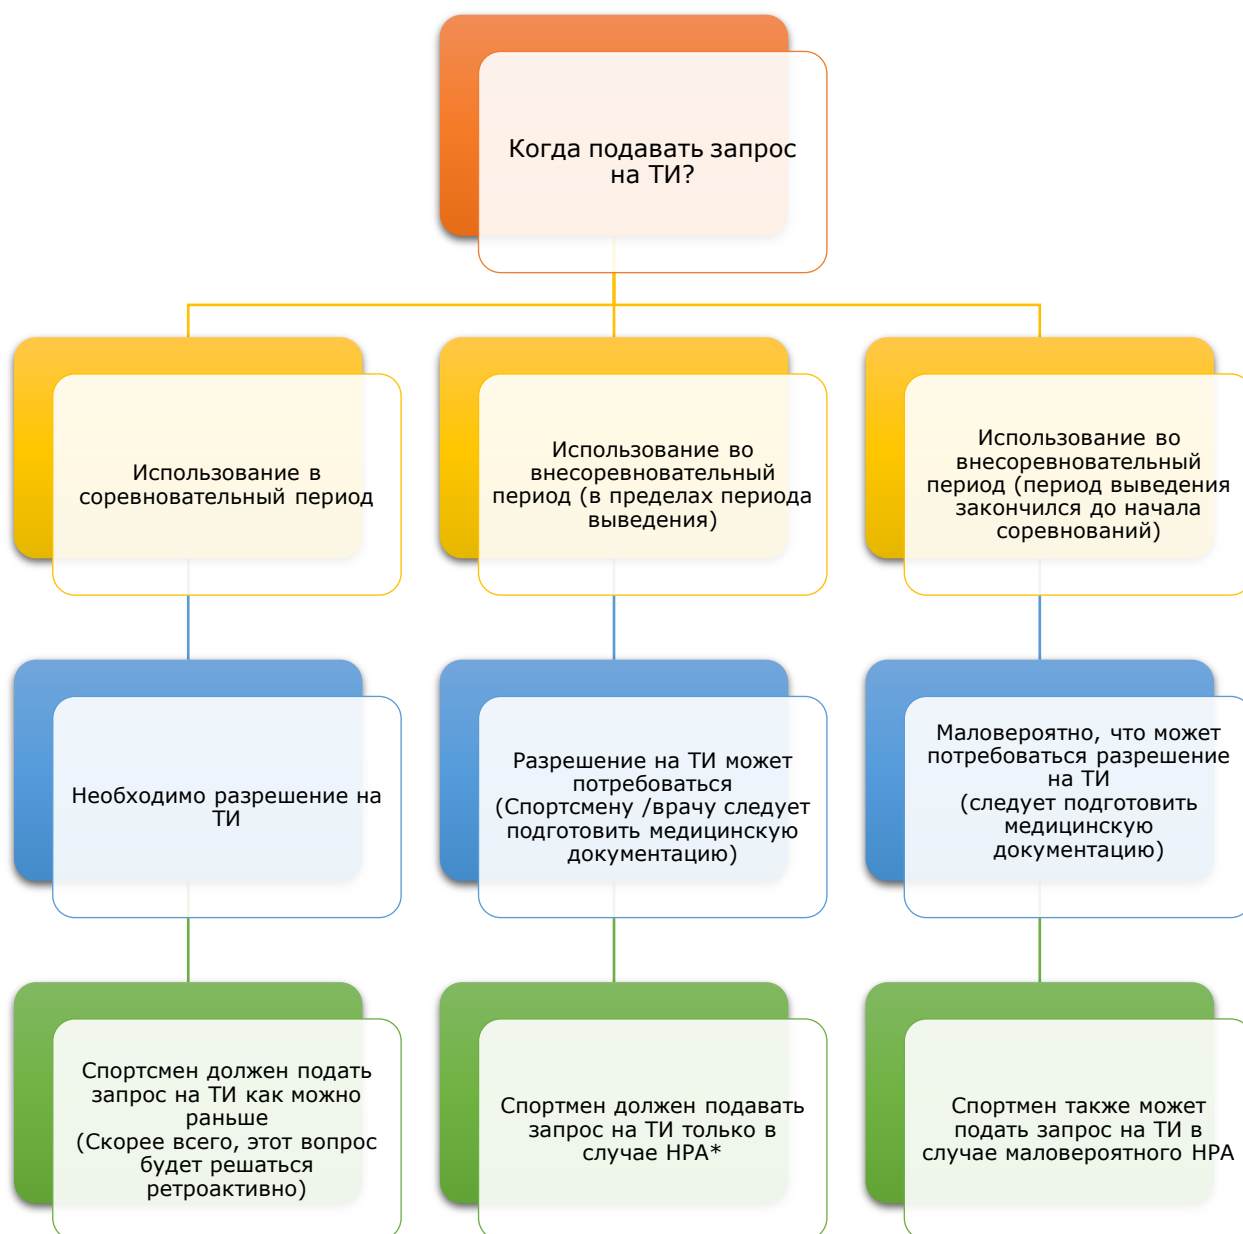 Когда подавать запрос
на ТИ?
Использование в
соревновательный период
Использование во
внесоревновательный
период (в пределах периода
выведения)
Использование во
внесоревновательный
период (период выведения
закончился до начала
соревнований)
Необходимо разрешение на
ТИ
Разрешение на ТИ может
потребоваться
(Спортсмену /врачу следует
подготовить медицинскую
документацию)
Маловероятно, что может
потребоваться разрешение
на ТИ
(следует подготовить
медицинскую
документацию)
Спортсмен должен подать
запрос на ТИ как можно
раньше
(Скорее всего, этот вопрос
будет решаться
ретроактивно)
Спортмен должен подавать
запрос на ТИ только в
случае НРА*
Спортмен также может
подать запрос на ТИ в
случае маловероятного НРА